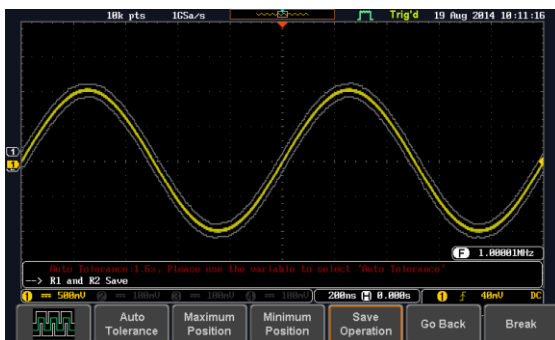 10k pts 1GSa/s Trig'd 19 Aug 2014 10:11:16
1
1
F 1.00001MHz
Auto Tolerance:1.6%, Please use the variable to select 'Auto Tolerance'
--> R1 and R2 Save
1 500mV 2 100mV 3 100mV 4 100mV 200ns H 0.000s 1 40mV DC
Auto Tolerance
Maximum Position
Minimum Position
Save Operation
Go Back
Break